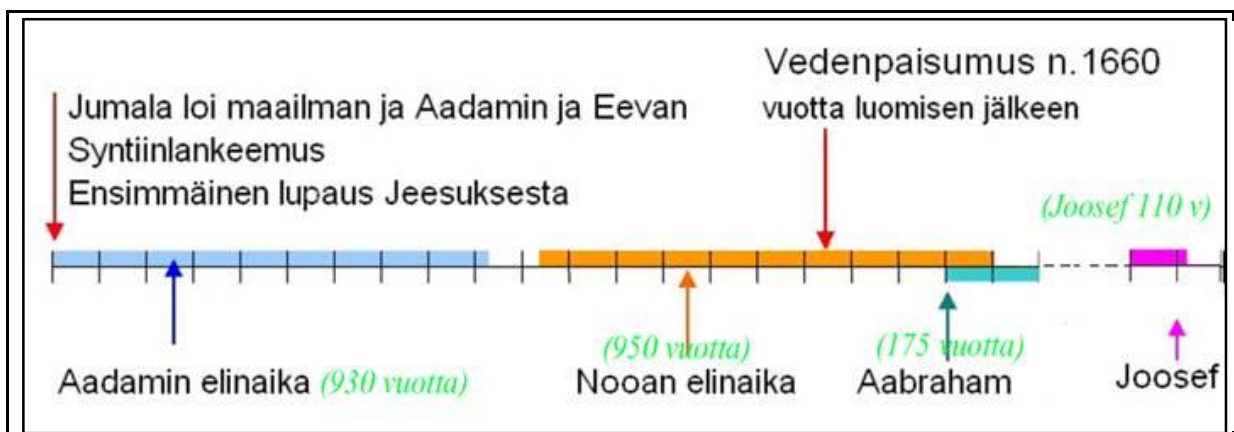 Vedenpaisumus n.1660
vuotta luomisen jälkeen
Jumala loi maailman ja Aadamin ja Eevan
Syntiinlankeemus
Ensimmäinen lupaus Jeesuksesta
(Joosef 110 v)
(950 vuotta)
(175 vuotta)
Aadamin elinaika (930 vuotta)
Nooan elinaika
Aabraham
Joosef